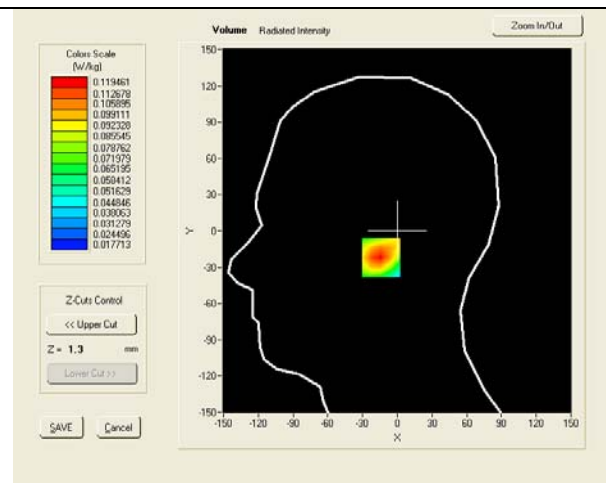 Volume Radiated Intensity
Zoom In/Out
Colors Scale
(W/kg)
0.119461
0.112678
0.105895
0.099111
0.092328
0.085545
0.078762
0.071979
0.065195
0.058412
0.051629
0.044846
0.038063
0.031279
0.024496
0.017713
Z-Cuts Control
<< Upper Cut
Z = 1.3 mm
Lower Cut >>
SAVE Cancel
150
120
90
60
30
0
-30
-60
-90
-120
-150
Y
-150 -120 -90 -60 -30 0 30 60 90 120 150
X